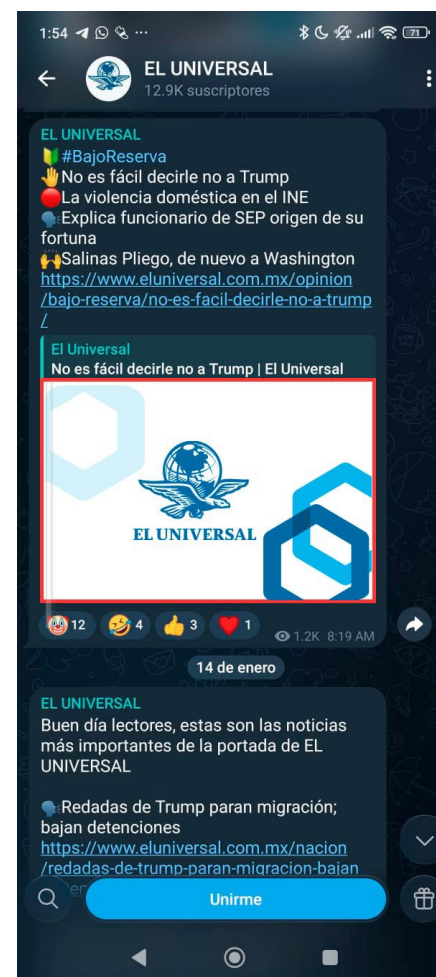 1:54
71
EL UNIVERSAL
12.9K suscriptores
EL UNIVERSAL
#BajoReserva
No es fácil decirle no a Trump
La violencia doméstica en el INE
Explica funcionario de SEP origen de su
fortuna
Salinas Pliego, de nuevo a Washington
https://www.eluniversal.com.mx/opinion
/bajo-reserva/no-es-facil-decirle-no-a-trump
/
El Universal
No es fácil decirle no a Trump | El Universal
EL UNIVERSAL
12 4 3 1 1.2K 8:19 AM
14 de enero
EL UNIVERSAL
Buen día lectores, estas son las noticias
más importantes de la portada de EL
UNIVERSAL
Redadas de Trump paran migración;
bajan detenciones
https://www.eluniversal.com.mx/nacion
/redadas-de-trump-paran-migracion-bajan
Unirme